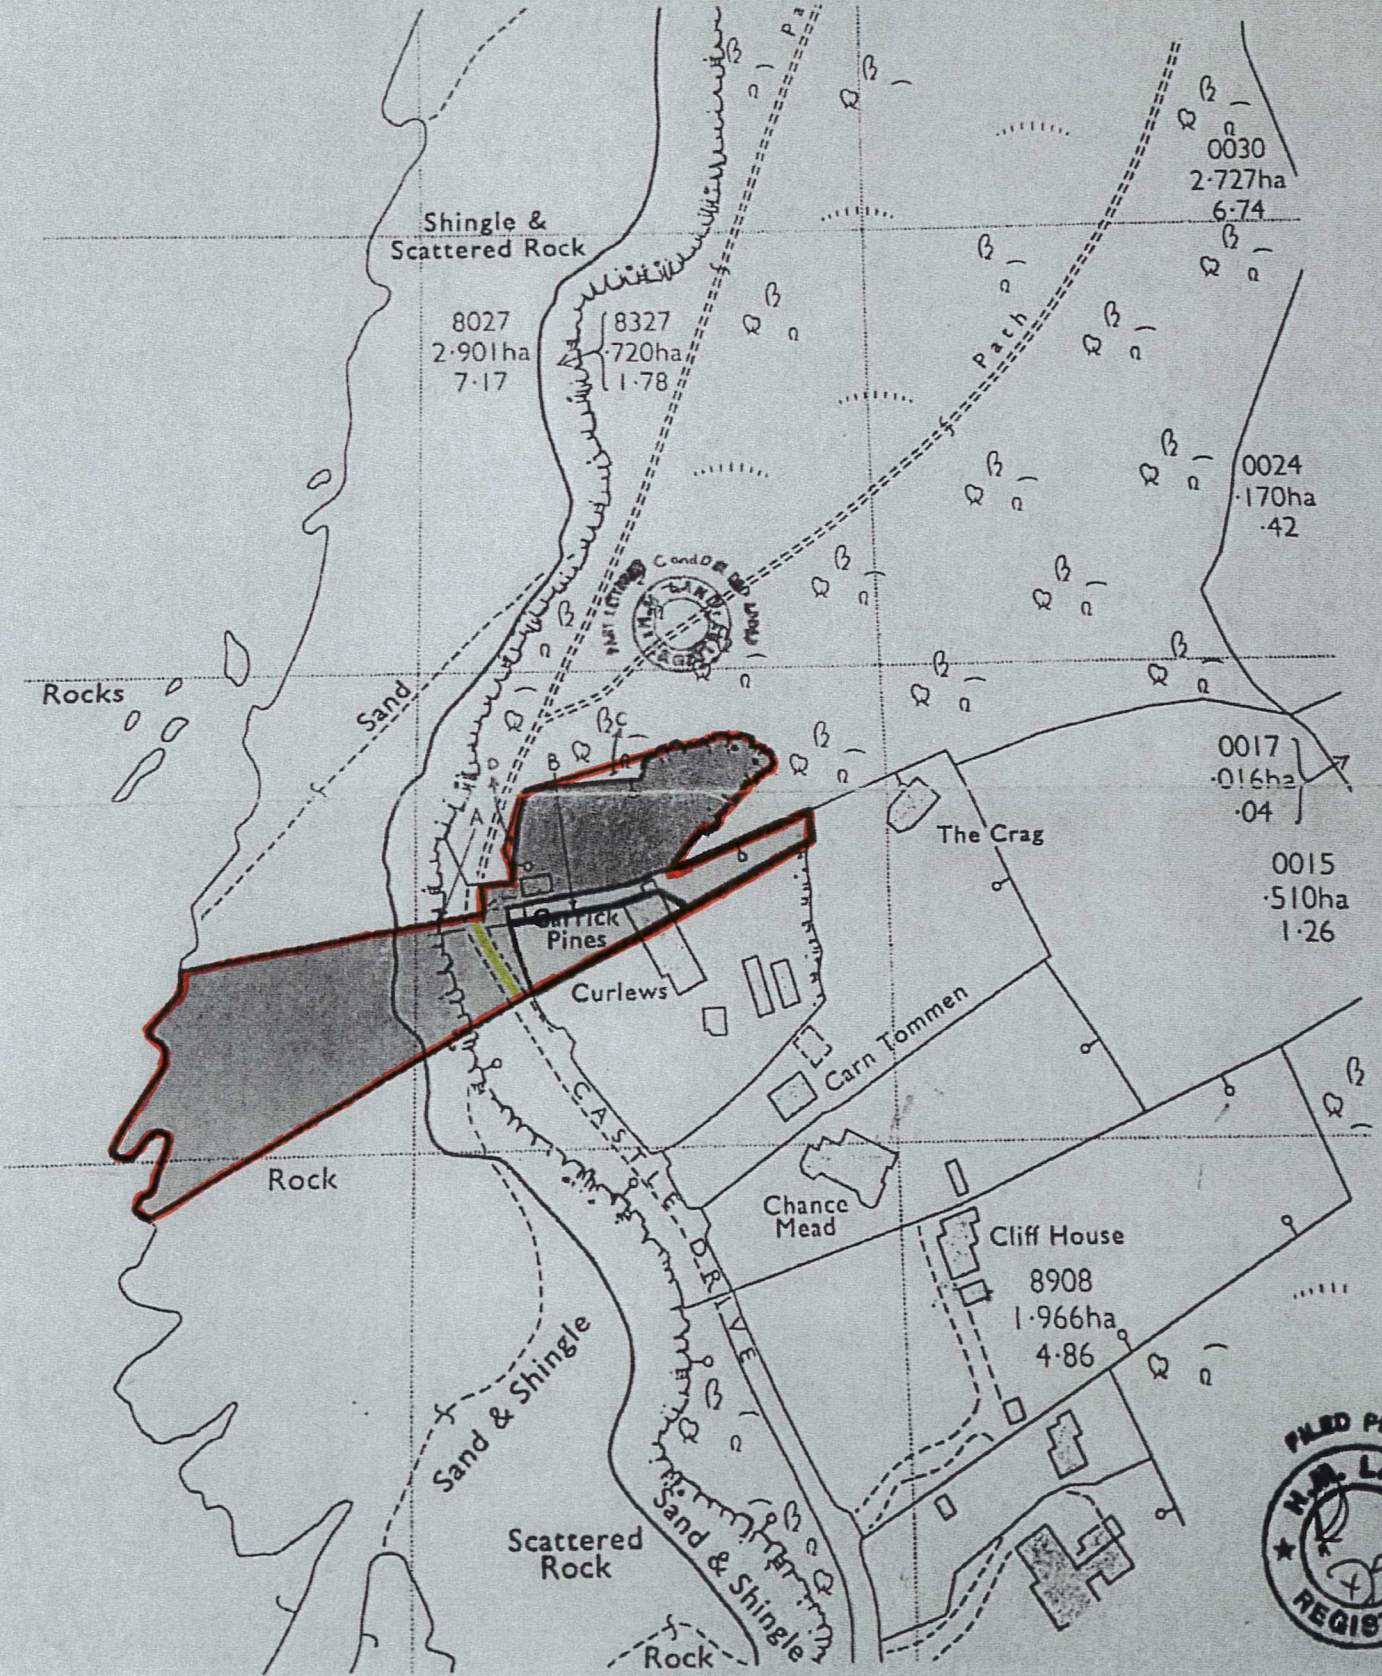 Pa
0030
2·727ha
6·74
Shingle &
Scattered Rock
8027
2·901ha
7·17
8327
·720ha
1·78
Path
0024
·170ha
·42
C and D
Rocks
Sand
C
D
B
A
0017
·016ha
·04
The Crag
0015
·510ha
1·26
Garrick
Pines
Curlews
Carn Tommen
CASTLE DRIVE
Rock
Chance
Mead
Cliff House
8908
1·966ha
4·86
Sand & Shingle
FILED
H.M.
REGIS
Scattered
Rock
Sand & Shingle
Rock